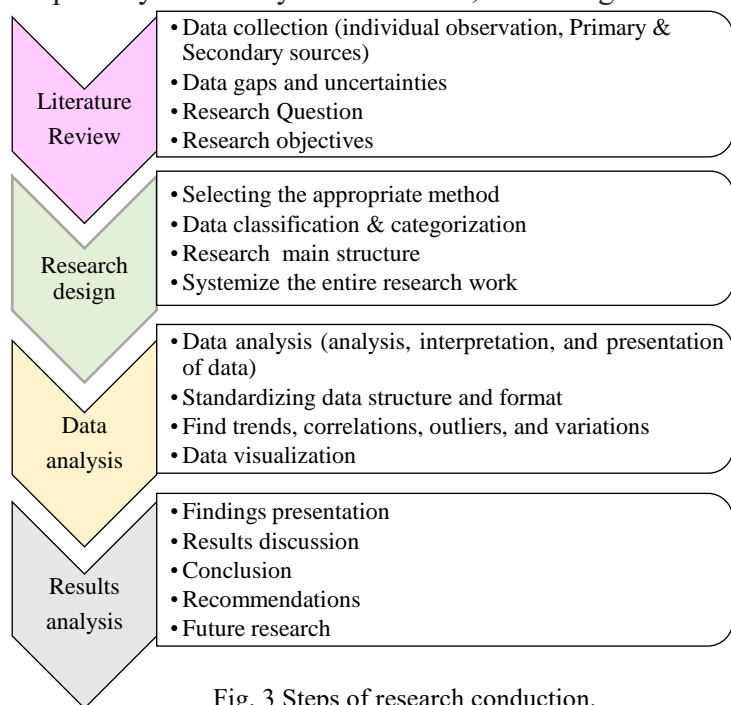 • Data collection (individual observation, Primary &
Secondary sources)
• Data gaps and uncertainties
• Research Question
• Research objectives
Literature
Review
• Selecting the appropriate method
• Data classification & categorization
• Research main structure
• Systemize the entire research work
Research
design
• Data analysis (analysis, interpretation, and presentation
of data)
• Standardizing data structure and format
• Find trends, correlations, outliers, and variations
• Data visualization
Data
analysis
• Findings presentation
• Results discussion
• Conclusion
• Recommendations
• Future research
Results
analysis
Fig. 3 Steps of research conduction.